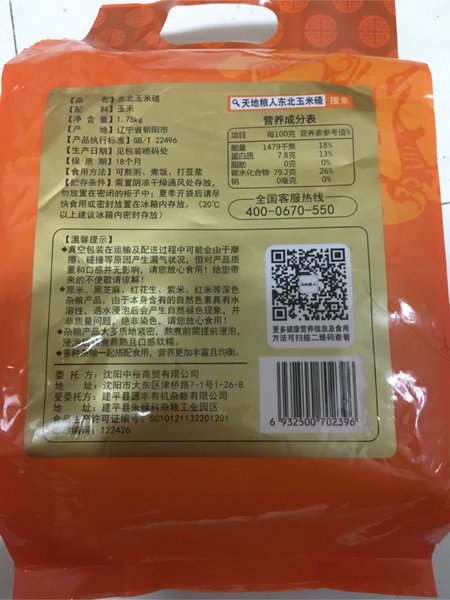 【品 名】东北玉米碴
【配 料】玉米
【净 含 量】1.75kg
【产 地】辽宁省朝阳市
【产品执行标准】GB/T 22496
【生产日期】见包装喷码处
【保 质 期】18个月
【食用方法】可熬粥、煮饭、打豆浆
【贮存条件】需置阴凉干燥通风处存放,
勿放置在密闭的柜子中;夏季开袋后请尽
快食用或密封放置在冰箱内存放。(20℃
以上建议冰箱内密封存放)
天地粮人东北玉米碴 搜索
营养成分表
项目 每100克 营养素参考值%
能量 1479千焦 18%
蛋白质 7.8克 13%
脂肪 0克 0%
碳水化合物 79.2克 26%
钠 0毫克 0%
全国客服热线
400-0670-550
【温馨提示】
●真空包装在运输及配送过程中可能会由于摩
擦、碰撞等原因产生漏气状况,但对产品质
量和口感并无影响,请您放心食用!给您带
来的不便敬请谅解!
●黑米、黑芝麻、红花生、紫米、红米等深色
杂粮产品,由于本身含有的自然色素具有水
溶性,遇水浸泡后会产生自然褪色现象,并
非质量问题,绝非染色,请您放心食用!
●杂粮产品大多质地紧密,熬煮前需提前浸泡,
浸泡后熬煮易熟且口感软糯。
●多种杂粮一起搭配食用,营养更加丰富且均衡。
更多健康营养信息及食用
方法可扫描二维码查看
委 托 方:沈阳中裕商贸有限公司
地 址:沈阳市大东区津桥路7-1号1-26-8
受委托方:建平县源丰有机杂粮有限公司
地 址:建平县朱碌科杂粮工业园区
食品生产许可证编号:SC10121132201201
邮政编码:122426
6 932500 702396